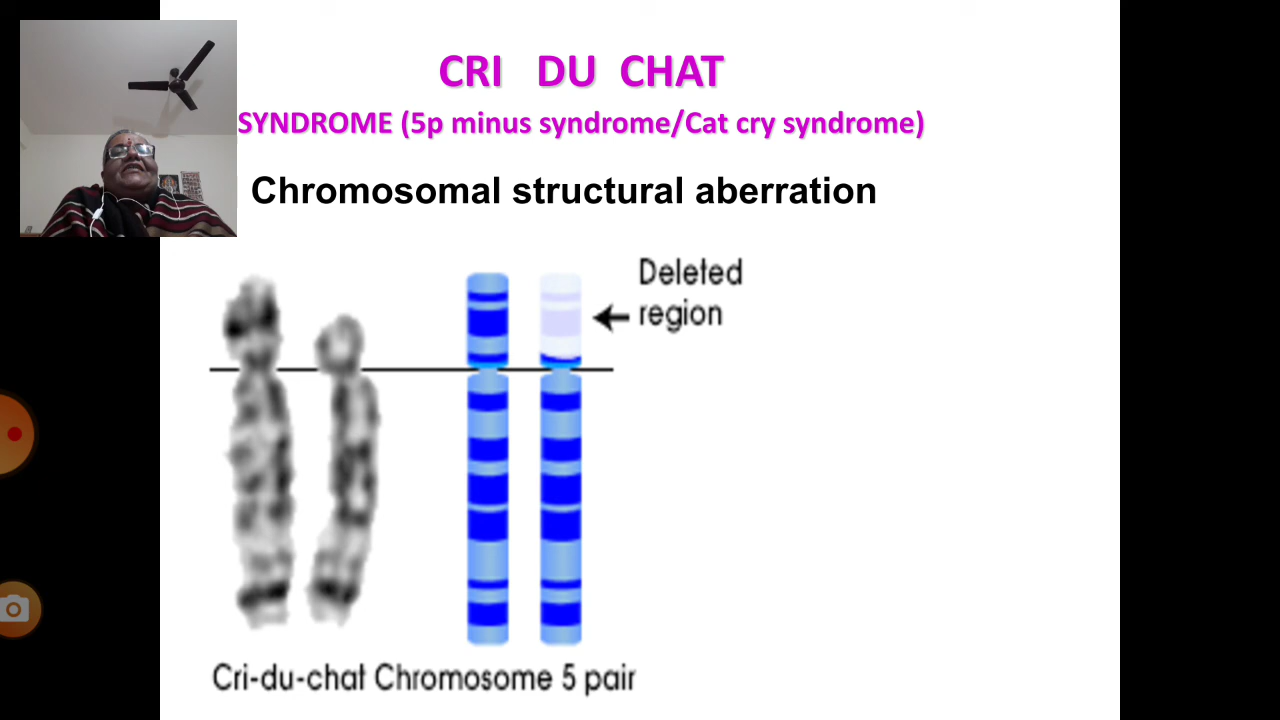 CRI DU CHAT
SYNDROME (5p minus syndrome/Cat cry syndrome)
Chromosomal structural aberration
Deleted
region
Cri-du-chat Chromosome 5 pair